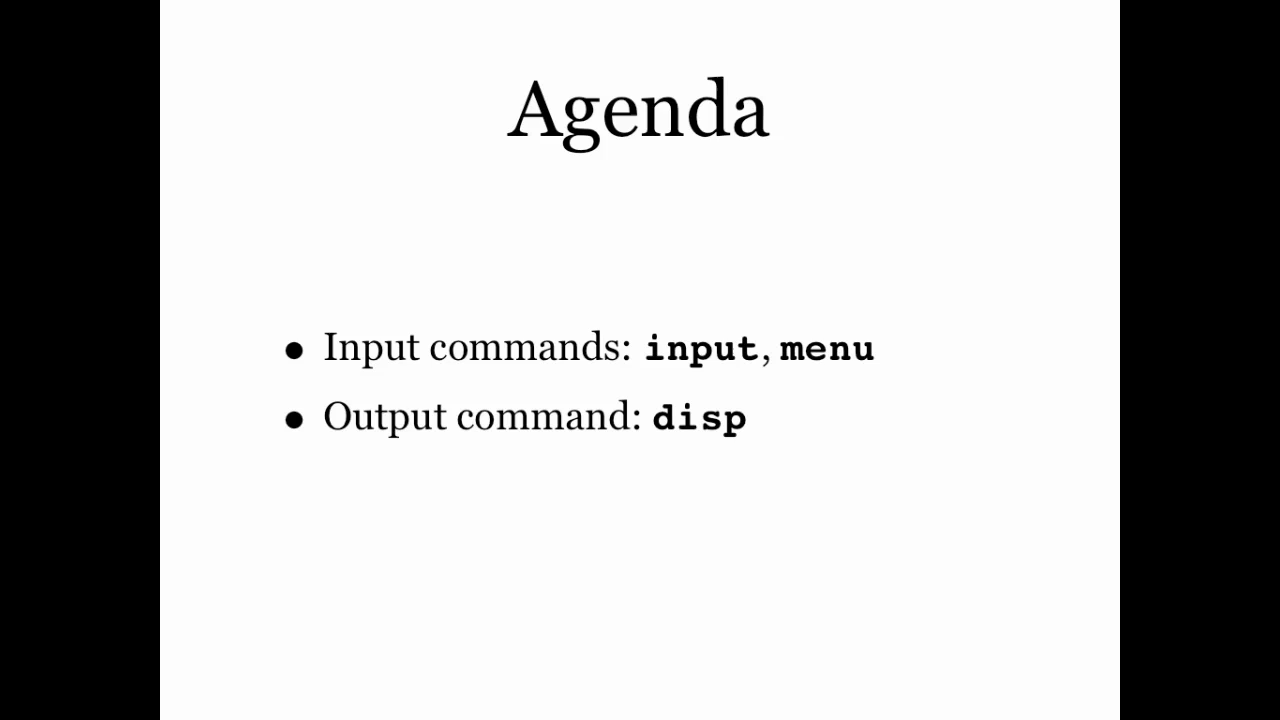 Agenda
• Input commands: input, menu
• Output command: disp